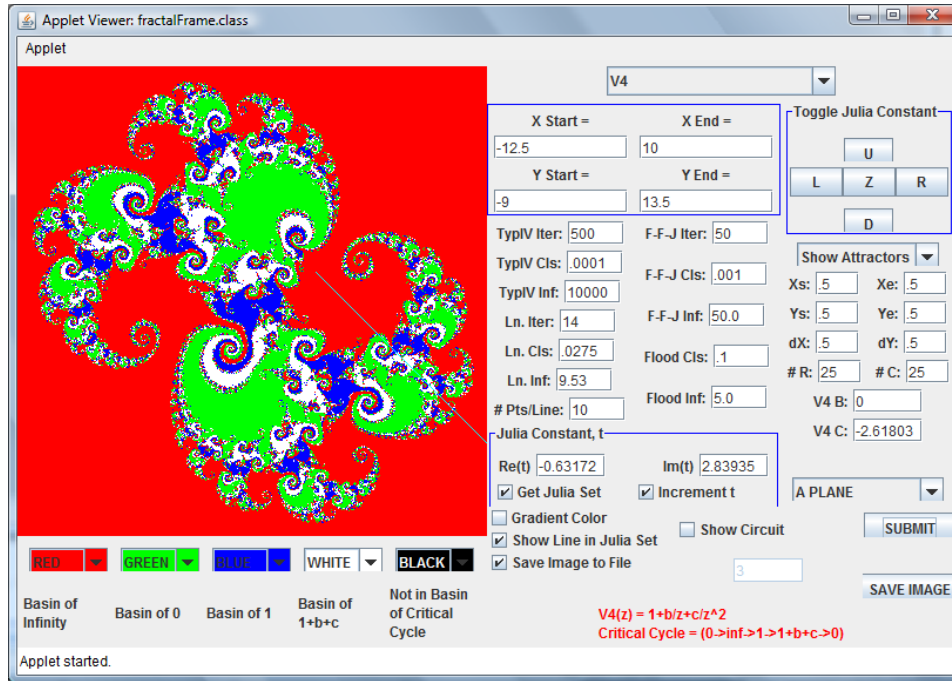 Applet Viewer: fractalFrame.class
Applet
V4
X Start =
X End =
-12.5
10
Y Start =
Y End =
-9
13.5
Toggle Julia Constant
U
L Z R
D
TypIV Iter: 500
F-F-J Iter: 50
TypIV Cls: .0001
F-F-J Cls: .001
TypIV Inf: 10000
F-F-J Inf: 50.0
Ln. Iter: 14
Ln. Cls: .0275
Flood Cls: .1
Ln. Inf: 9.53
Flood Inf: 5.0
# Pts/Line: 10
Show Attractors
Xs: .5 Xe: .5
Ys: .5 Ye: .5
dX: .5 dY: .5
# R: 25 # C: 25
V4 B: 0
V4 C: -2.61803
Julia Constant, t
Re(t) -0.63172 Im(t) 2.83935
Get Julia Set
Increment t
A PLANE
Gradient Color
Show Circuit
SUBMIT
Show Line in Julia Set
Save Image to File
3
SAVE IMAGE
RED GREEN BLUE WHITE BLACK
Basin of
Infinity
Basin of 0
Basin of 1
Basin of
1+b+c
Not in Basin
of Critical
Cycle
V4(z) = 1+b/z+c/z^2
Critical Cycle = (0->inf->1->1+b+c->0)
Applet started.